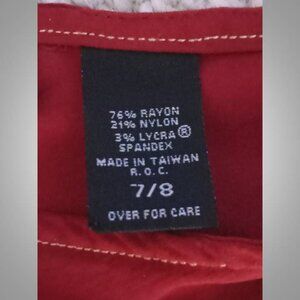 76% RAYON
21% NYLON
3% LYCRA®
SPANDEX
MADE IN TAIWAN
R.O.C.
7/8
OVER FOR CARE